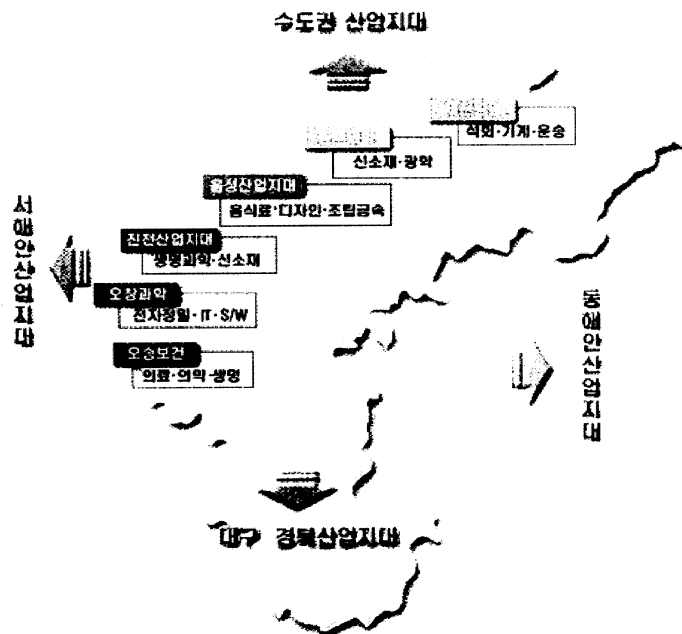 수도권 산업지대
석회·기계·운송
신소재·광학
음성산업지대
음식료·디자인·조립금속
서해안산업지대
진천산업지대
생명과학·신소재
오창과학
전자정밀·IT·S/W
동해안산업지대
오송보건
의료·의약·생명
대구 경북산업지대